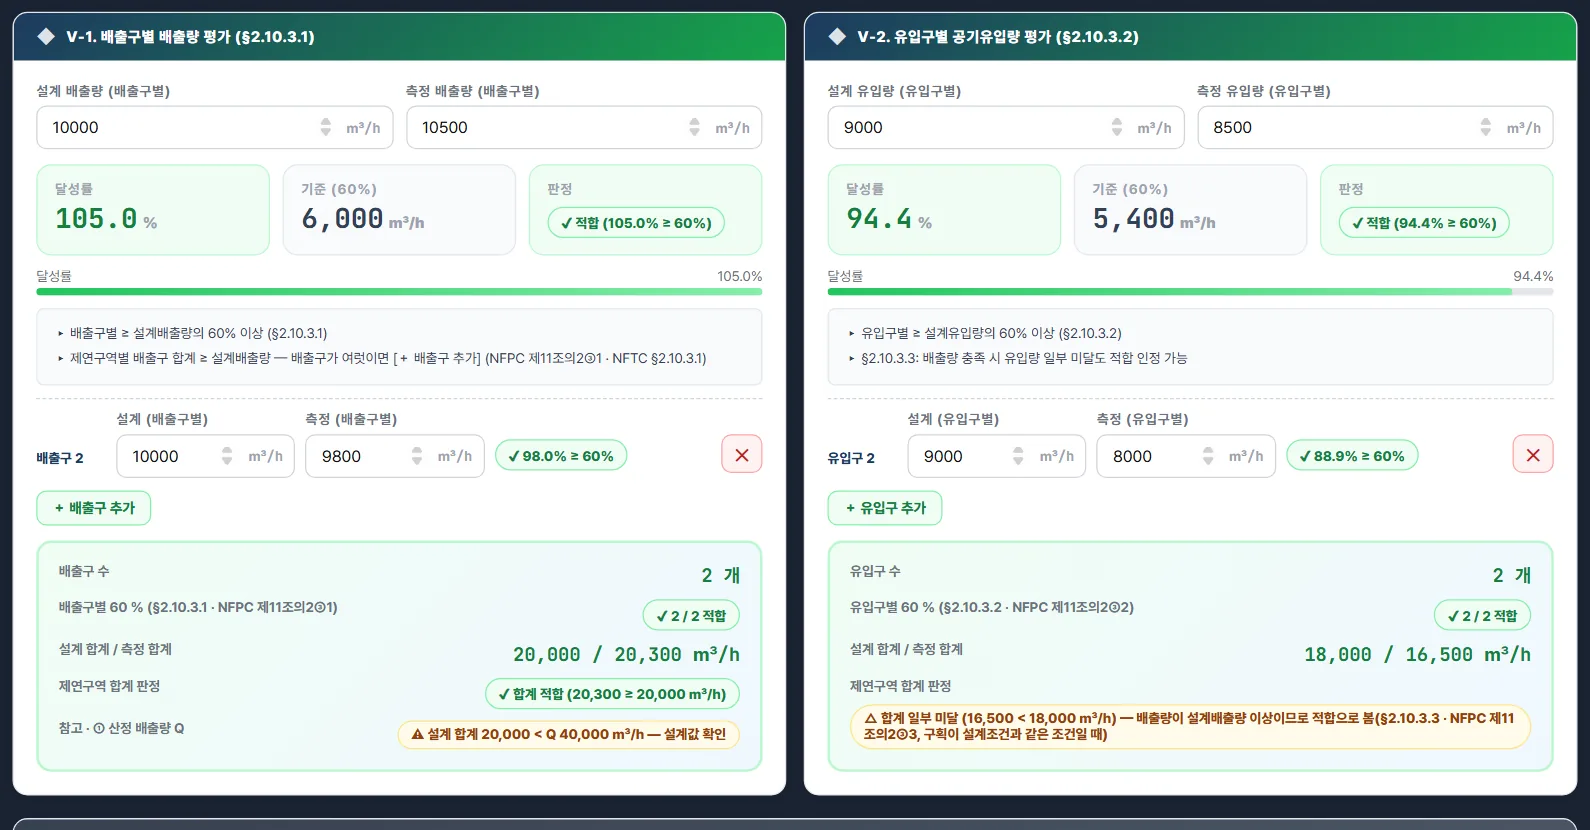 ◆ V-1. 배출구별 배출량 평가 (§2.10.3.1)
설계 배출량 (배출구별)
측정 배출량 (배출구별)
10000 m³/h
10500 m³/h
달성률
105.0 %
기준 (60%)
6,000 m³/h
판정
✓ 적합 (105.0% ≥ 60%)
달성률 105.0%
▸ 배출구별 ≥ 설계배출량의 60% 이상 (§2.10.3.1)
▸ 제연구역별 배출구 합계 ≥ 설계배출량 — 배출구가 여럿이면 [+ 배출구 추가] (NFPC 제11조의2③1 · NFTC §2.10.3.1)
설계 (배출구별)
측정 (배출구별)
배출구 2 10000 m³/h 9800 m³/h ✓ 98.0% ≥ 60% ✕
+ 배출구 추가
배출구 수 2 개
배출구별 60 % (§2.10.3.1 · NFPC 제11조의2③1) ✓ 2 / 2 적합
설계 합계 / 측정 합계 20,000 / 20,300 m³/h
제연구역 합계 판정 ✓ 합계 적합 (20,300 ≥ 20,000 m³/h)
참고 · ① 산정 배출량 Q ⚠ 설계 합계 20,000 < Q 40,000 m³/h — 설계값 확인
◆ V-2. 유입구별 공기유입량 평가 (§2.10.3.2)
설계 유입량 (유입구별)
측정 유입량 (유입구별)
9000 m³/h
8500 m³/h
달성률
94.4 %
기준 (60%)
5,400 m³/h
판정
✓ 적합 (94.4% ≥ 60%)
달성률 94.4%
▸ 유입구별 ≥ 설계유입량의 60% 이상 (§2.10.3.2)
▸ §2.10.3.3: 배출량 충족 시 유입량 일부 미달도 적합 인정 가능
설계 (유입구별)
측정 (유입구별)
유입구 2 9000 m³/h 8000 m³/h ✓ 88.9% ≥ 60% ✕
+ 유입구 추가
유입구 수 2 개
유입구별 60 % (§2.10.3.2 · NFPC 제11조의2③2) ✓ 2 / 2 적합
설계 합계 / 측정 합계 18,000 / 16,500 m³/h
제연구역 합계 판정
△ 합계 일부 미달 (16,500 < 18,000 m³/h) — 배출량이 설계배출량 이상이므로 적합으로 봄(§2.10.3.3 · NFPC 제11
조의2③3, 구획이 설계조건과 같은 조건일 때)